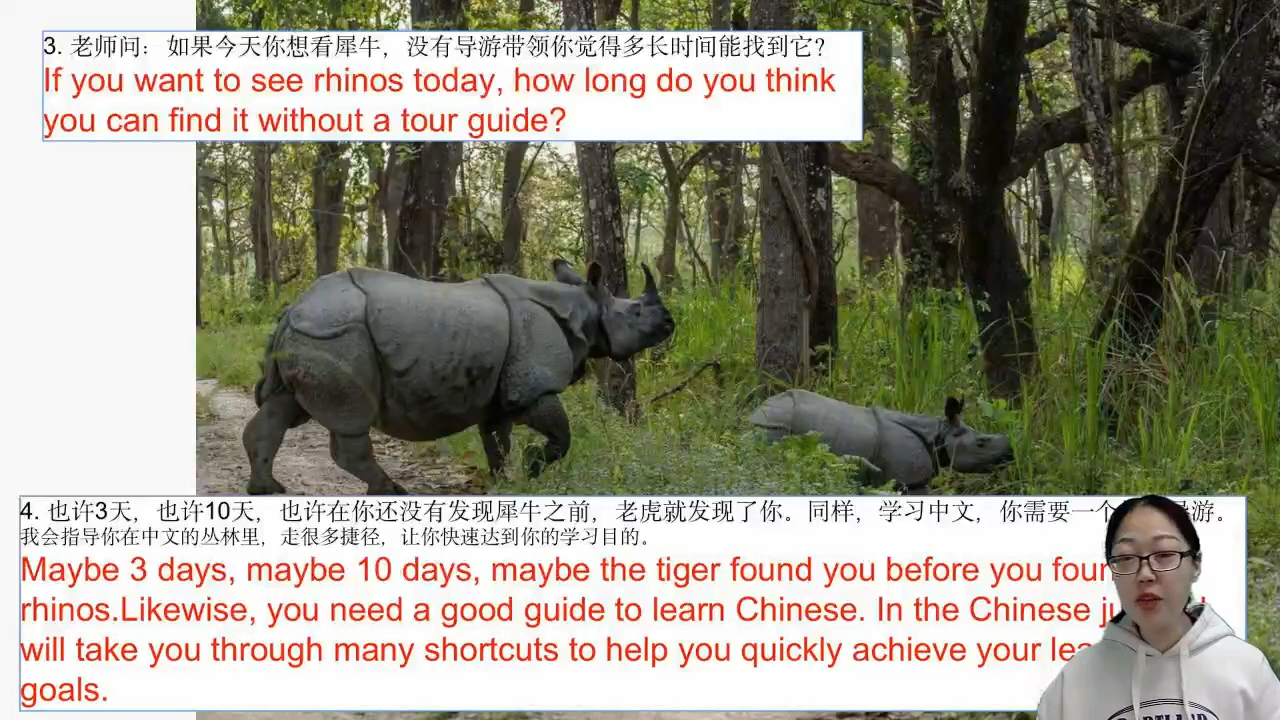 3. 老师问：如果今天你想看犀牛，没有导游带领你觉得多长时间能找到它？
If you want to see rhinos today, how long do you think
you can find it without a tour guide?
4. 也许3天，也许10天，也许在你还没有发现犀牛之前，老虎就发现了你。同样，学习中文，你需要一个 导游。
我会指导你在中文的丛林里，走很多捷径，让你快速达到你的学习目的。
Maybe 3 days, maybe 10 days, maybe the tiger found you before you
rhinos.Likewise, you need a good guide to learn Chinese. In the Chinese
will take you through many shortcuts to help you quickly achieve your
goals.